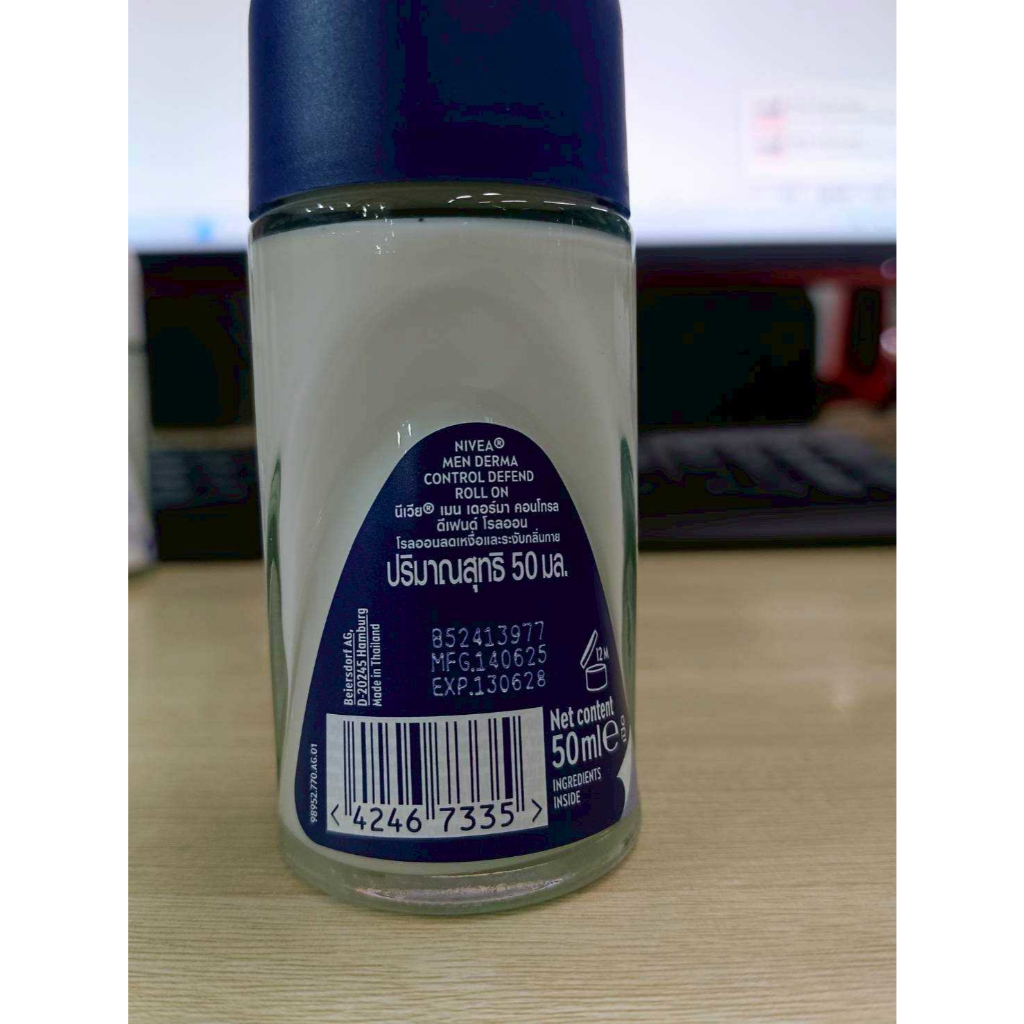 NIVEA®
MEN DERMA
CONTROL DEFEND
ROLL ON
นีเวีย® เมน เดอร์มา คอนโทรล
ดีเฟนด์ โรลออน
โรลออนลดเหงื่อและระงับกลิ่นกาย
ปริมาณสุทธิ 50 มล.
Beiersdorf AG,
D-20245 Hamburg
Made in Thailand
852413977
MFG.140625
EXP.130628
12M
Net content
50ml e
INGREDIENTS
INSIDE
98952.770.AG.01
<4246 7335>